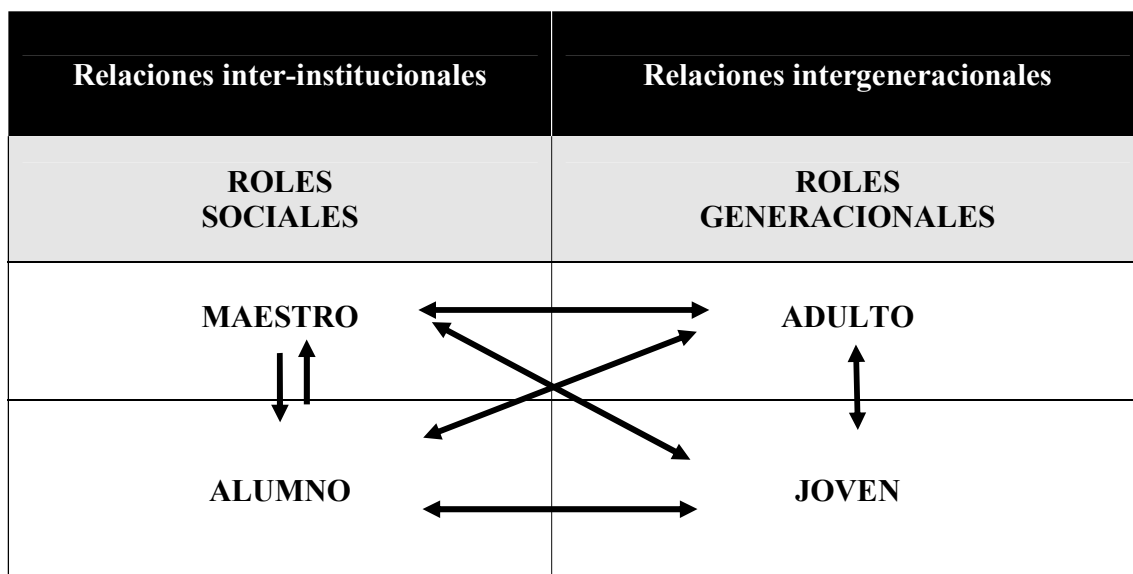 Relaciones inter-institucionales
Relaciones intergeneracionales
ROLES
SOCIALES
ROLES
GENERACIONALES
MAESTRO
ADULTO
ALUMNO
JOVEN